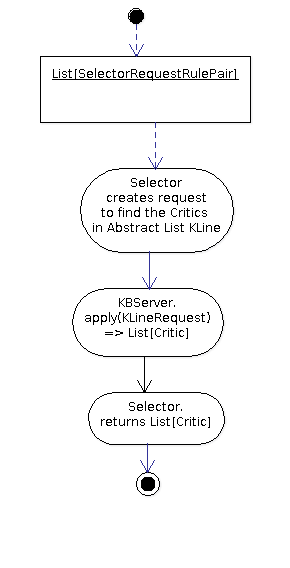 List[SelectorRequestRulePair]
Selector
creates request
to find the Critics
in Abstract List KLine
KBServer.
apply(KLineRequest)
=> List[Critic]
Selector.
returns List[Critic]